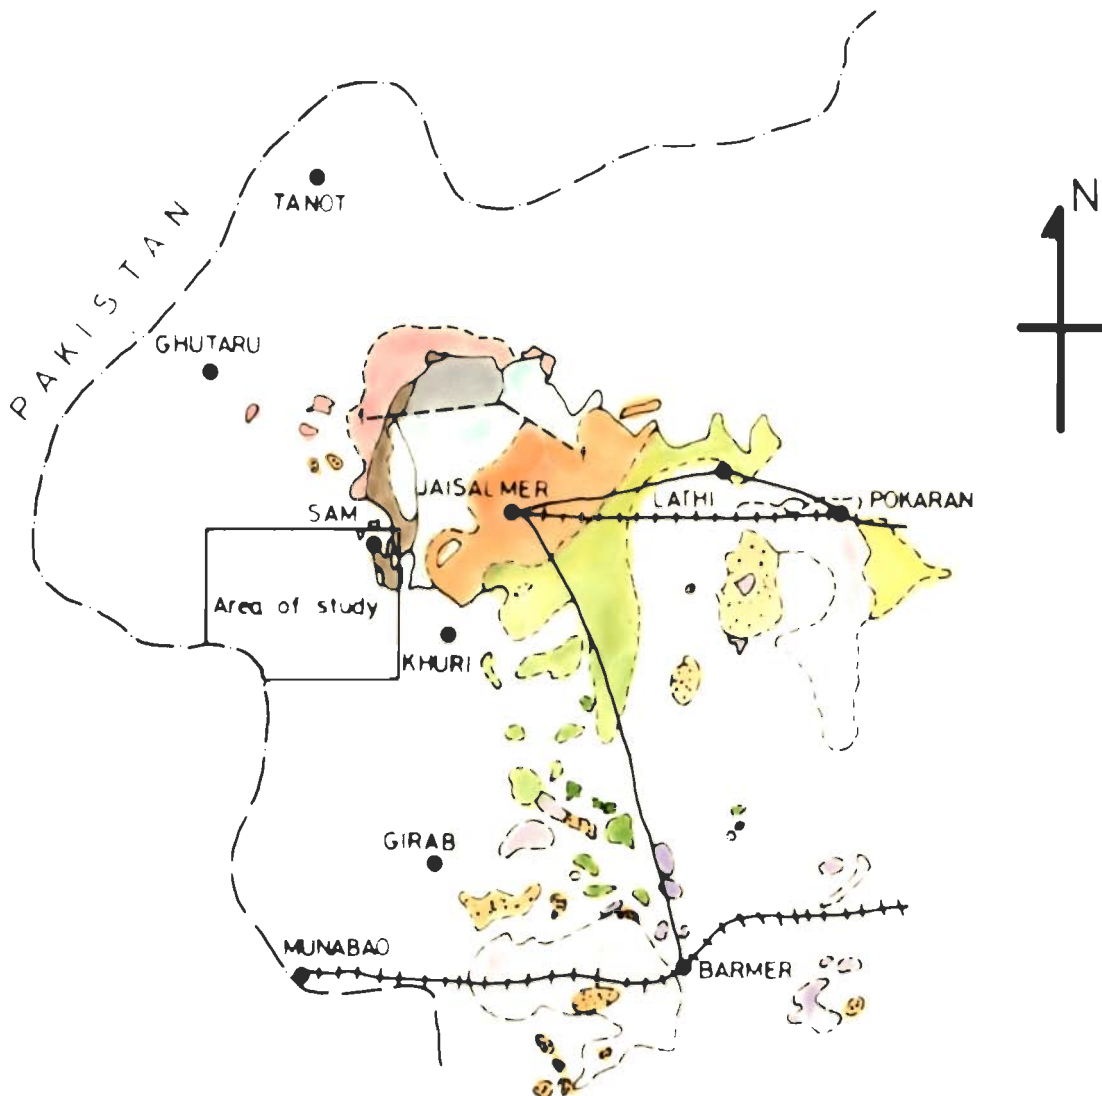 N
TANOT
PAKISTAN
GHUTARU
JAISALMER
LATHI
POKARAN
SAM
Area of study
KHURI
GIRAB
MUNABAO
BARMER